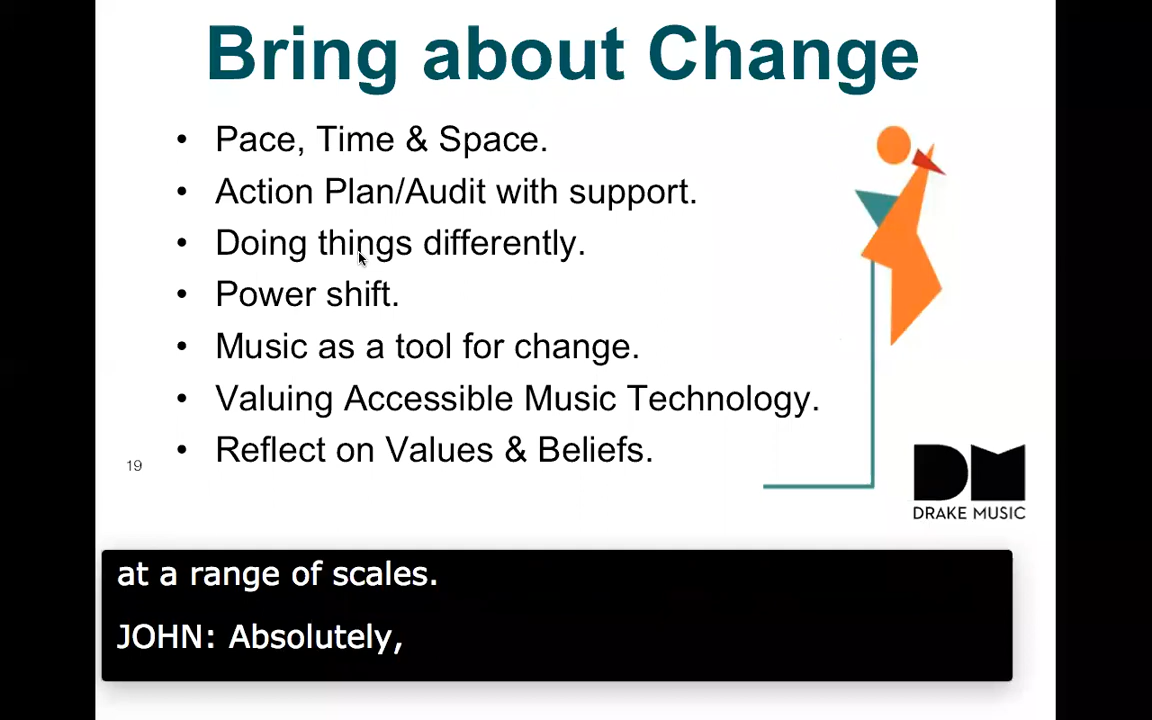 Bring about Change
• Pace, Time & Space.
• Action Plan/Audit with support.
• Doing things differently.
• Power shift.
• Music as a tool for change.
• Valuing Accessible Music Technology.
• Reflect on Values & Beliefs.
19
DM
DRAKE MUSIC
at a range of scales.
JOHN: Absolutely,